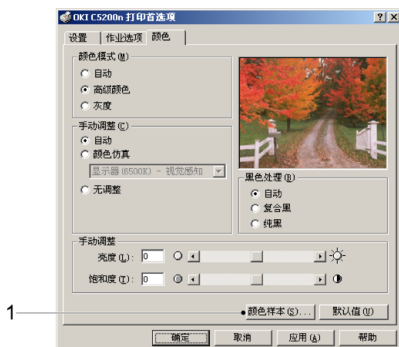 OKI C5200n 打印首选项
设置 作业选项 颜色
颜色模式(M)
自动
高级颜色
灰度
手动调整(C)
自动
颜色仿真
显示器(6500K) - 视觉感知
无调整
黑色处理(B)
自动
复合黑
纯黑
手动调整
亮度(L): 0
饱和度(T): 0
1
颜色样本(S)... 默认值(U)
确定 取消 应用(A) 帮助